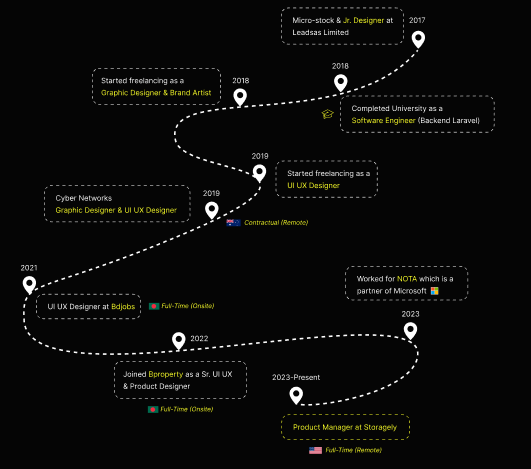 Micro-stock & Jr. Designer at
Leadsas Limited
2017
2018
Completed University as a
Software Engineer (Backend Laravel)
2018
Started freelancing as a
Graphic Designer & Brand Artist
2019
Started freelancing as a
UI UX Designer
2019
Cyber Networks
Graphic Designer & UI UX Designer
Contractual (Remote)
2021
UI UX Designer at Bdjobs
Full-Time (Onsite)
2022
Joined Bproperty as a Sr. UI UX
& Product Designer
Full-Time (Onsite)
Worked for NOTA which is a
partner of Microsoft
2023
2023-Present
Product Manager at Storagely
Full-Time (Remote)